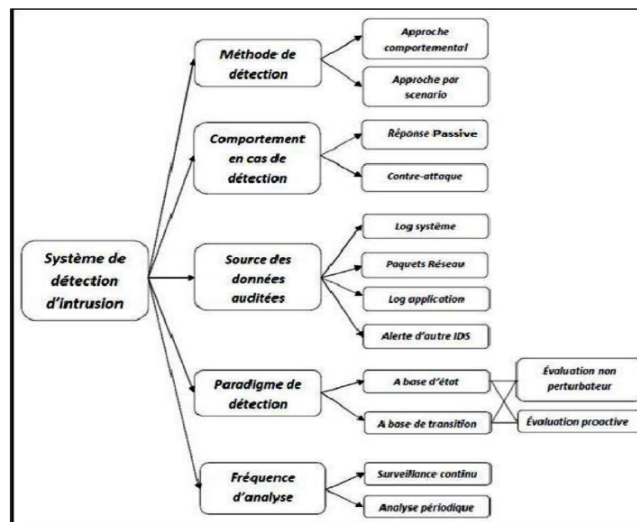 Système de
détection
d'intrusion
Méthode de
détection
Approche
comportemental
Approche par
scenario
Comportement
en cas de
détection
Réponse Passive
Contre-attaque
Source des
données
auditées
Log système
Paquets Réseau
Log application
Alerte d'autre IDS
Paradigme de
détection
A base d'état
A base de transition
Évaluation non
perturbateur
Évaluation proactive
Fréquence
d'analyse
Surveillance continu
Analyse périodique